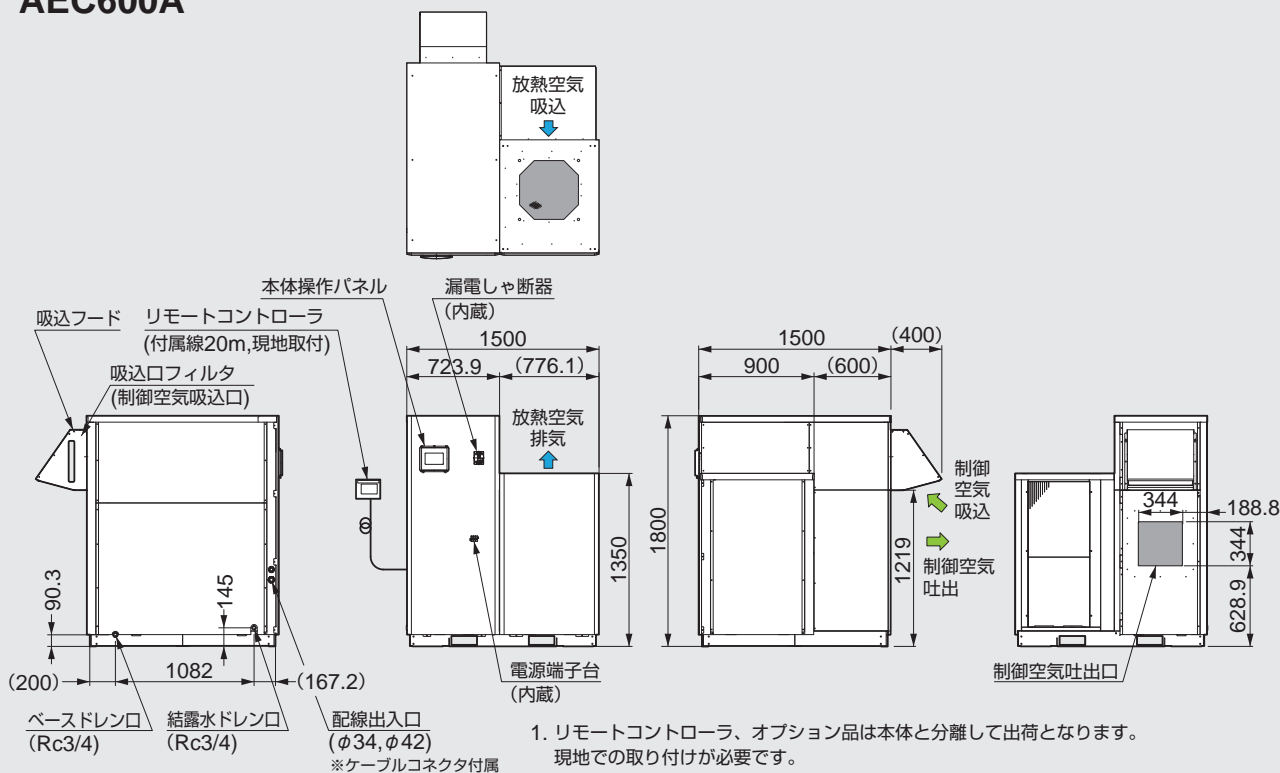 AEC600A
放熱空気
吸込
本体操作パネル
漏電しゃ断器
(内蔵)
吸込フード
リモートコントローラ
(付属線20m,現地取付)
吸込口フィルタ
(制御空気吸込口)
1500
723.9
(776.1)
放熱空気
排気
1500
(400)
900
(600)
制御
空気
吸込
制御空気
吐出
344
188.8
344
628.9
1800
1219
1350
90.3
145
(200)
1082
(167.2)
電源端子台
(内蔵)
制御空気吐出口
ベースドレン口
(Rc3/4)
結露水ドレン口
(Rc3/4)
配線出入口
(φ34,φ42)
※ケーブルコネクタ付属
1. リモートコントローラ、オプション品は本体と分離して出荷となります。
現地での取り付けが必要です。